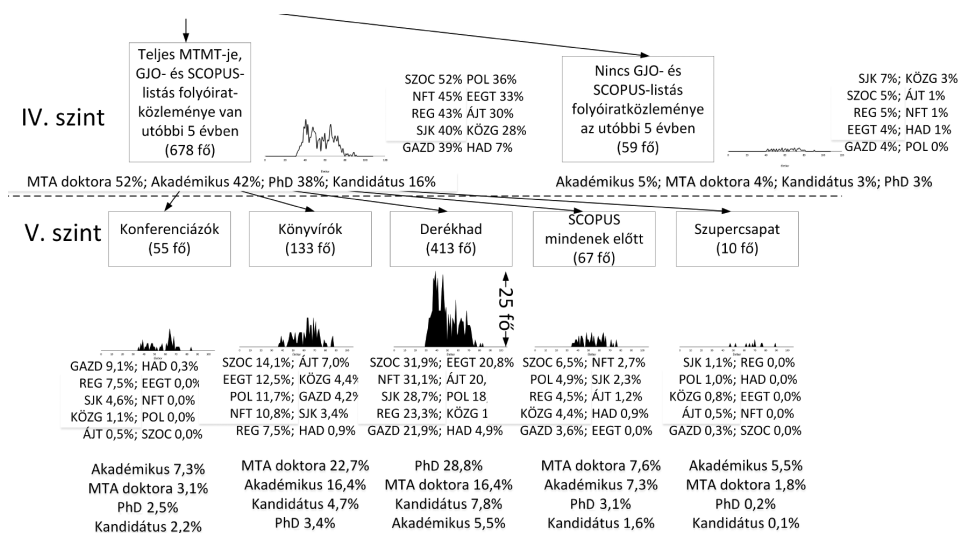 IV. szint
Teljes MTMT-je,
GJO- és SCOPUS-
listás folyóirat-
közleménye van
utóbbi 5 évben
(678 fő)
SZOC 52% POL 36%
NFT 45% EEGT 33%
REG 43% ÁJT 30%
SJK 40% KÖZG 28%
GAZD 39% HAD 7%
Nincs GJO- és
SCOPUS-listás
folyóiratközleménye
az utóbbi 5 évben
(59 fő)
SJK 7%; KÖZG 3%
SZOC 5%; ÁJT 1%
REG 5%; NFT 1%
EEGT 4%; HAD 1%
GAZD 4%; POL 0%
MTA doktora 52%; Akadémikus 42%; PhD 38%; Kandidátus 16%
Akadémikus 5%; MTA doktora 4%; Kandidátus 3%; PhD 3%
V. szint
Konferenciázók
(55 fő)
Könyvírók
(133 fő)
Derékhad
(413 fő)
SCOPUS
mindenek előtt
(67 fő)
Szupercsapat
(10 fő)
25 fő
GAZD 9,1%; HAD 0,3%
REG 7,5%; EEGT 0,0%
SJK 4,6%; NFT 0,0%
KÖZG 1,1%; POL 0,0%
ÁJT 0,5%; SZOC 0,0%
SZOC 14,1%; ÁJT 7,0%
EEGT 12,5%; KÖZG 4,4%
POL 11,7%; GAZD 4,2%
NFT 10,8%; SJK 3,4%
REG 7,5%; HAD 0,9%
SZOC 31,9%; EEGT 20,8%
NFT 31,1%; ÁJT 20,
SJK 28,7%; POL 18
REG 23,3%; KÖZG 1
GAZD 21,9%; HAD 4,9%
SZOC 6,5%; NFT 2,7%
POL 4,9%; SJK 2,3%
REG 4,5%; ÁJT 1,2%
KÖZG 4,4%; HAD 0,9%
GAZD 3,6%; EEGT 0,0%
SJK 1,1%; REG 0,0%
POL 1,0%; HAD 0,0%
KÖZG 0,8%; EEGT 0,0%
ÁJT 0,5%; NFT 0,0%
GAZD 0,3%; SZOC 0,0%
Akadémikus 7,3%
MTA doktora 3,1%
PhD 2,5%
Kandidátus 2,2%
MTA doktora 22,7%
Akadémikus 16,4%
Kandidátus 4,7%
PhD 3,4%
PhD 28,8%
MTA doktora 16,4%
Kandidátus 7,8%
Akadémikus 5,5%
MTA doktora 7,6%
Akadémikus 7,3%
PhD 3,1%
Kandidátus 1,6%
Akadémikus 5,5%
MTA doktora 1,8%
PhD 0,2%
Kandidátus 0,1%